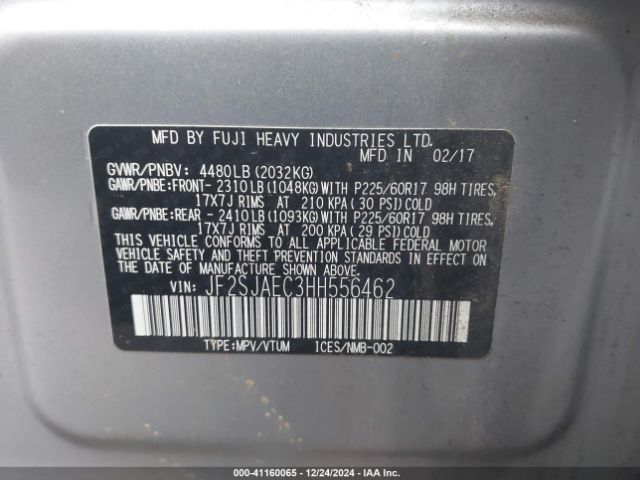 MFD BY FUJI HEAVY INDUSTRIES LTD.
MFD IN 02/17
GVWR/PNBV: 4480LB (2032KG)
GAWR/PNBE:FRONT- 2310LB(1048KG)WITH P225/60R17 98H TIRES,
17X7J RIMS AT 210 KPA (30 PSI)COLD
GAWR/PNBE:REAR - 2410LB(1093KG)WITH P225/60R17 98H TIRES,
17X7J RIMS AT 200 KPA (29 PSI)COLD
THIS VEHICLE CONFORMS TO ALL APPLICABLE FEDERAL MOTOR
VEHICLE SAFETY AND THEFT PREVENTION STANDARDS IN EFFECT ON
THE DATE OF MANUFACTURE SHOWN ABOVE.
VIN: JF2SJAEC3HH556462
TYPE:MPV/VTUM ICES/NMB-002
000-41160065 - 12/24/2024 - IAA Inc.